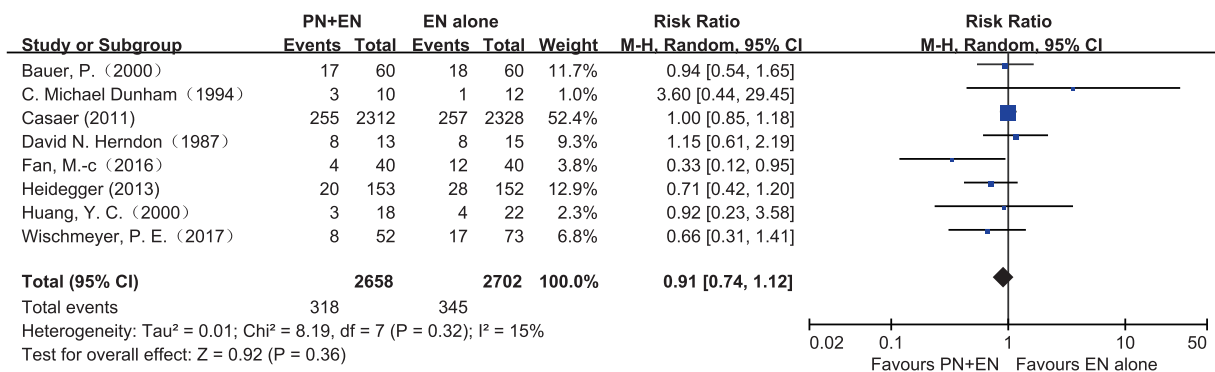 PN+EN EN alone Risk Ratio Risk Ratio
Study or Subgroup Events Total Events Total Weight M-H, Random, 95% CI M-H, Random, 95% CI
Bauer, P.（2000） 17 60 18 60 11.7% 0.94 [0.54, 1.65]
C. Michael Dunham（1994） 3 10 1 12 1.0% 3.60 [0.44, 29.45]
Casaer (2011) 255 2312 257 2328 52.4% 1.00 [0.85, 1.18]
David N. Herndon（1987） 8 13 8 15 9.3% 1.15 [0.61, 2.19]
Fan, M.-c（2016） 4 40 12 40 3.8% 0.33 [0.12, 0.95]
Heidegger (2013) 20 153 28 152 12.9% 0.71 [0.42, 1.20]
Huang, Y. C.（2000） 3 18 4 22 2.3% 0.92 [0.23, 3.58]
Wischmeyer, P. E.（2017） 8 52 17 73 6.8% 0.66 [0.31, 1.41]
Total (95% CI) 2658 2702 100.0% 0.91 [0.74, 1.12]
Total events 318 345
Heterogeneity: Tau² = 0.01; Chi² = 8.19, df = 7 (P = 0.32); I² = 15%
Test for overall effect: Z = 0.92 (P = 0.36)
0.02 0.1 1 10 50
Favours PN+EN Favours EN alone